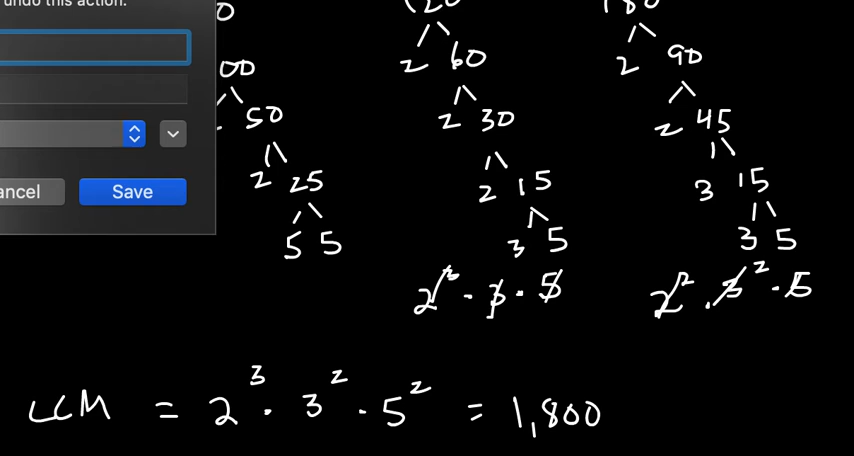 undo this action.
0 120 180
00 2 60 2 90
50 2 30 2 45
2 25 2 15 3 15
5 5 3 5 3 5
Cancel Save
2³ · 3 · 5 2² · 3² · 5
LCM = 2³ · 3² · 5² = 1,800